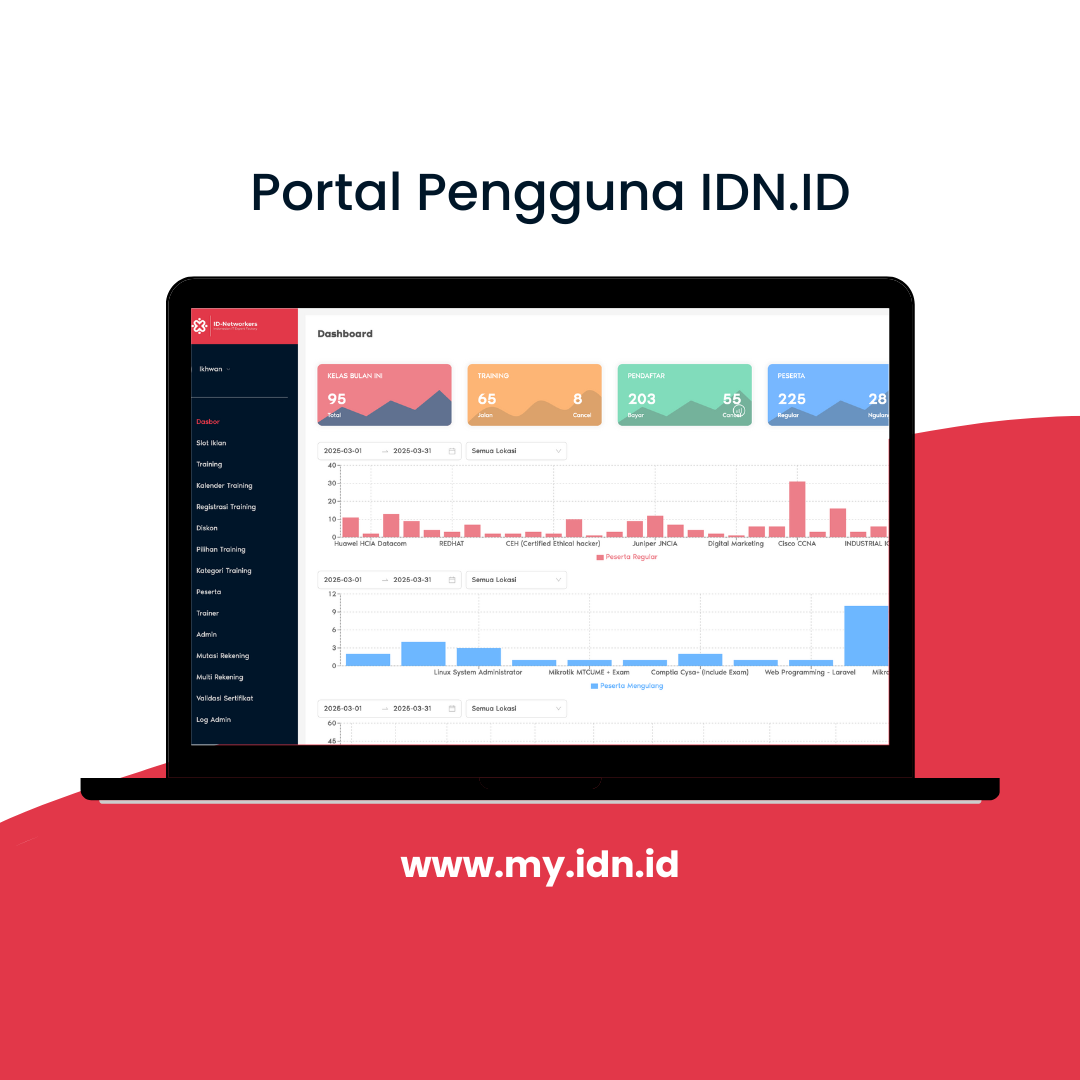 Portal Pengguna IDN.ID
ID-Networkers
Ikhwan
Dasbor
Slot Iklan
Training
Kalender Training
Registrasi Training
Diskon
Pilihan Training
Kategori Training
Peserta
Trainer
Admin
Mutasi Rekening
Multi Rekening
Validasi Sertifikat
Log Admin
Dashboard
KELAS BULAN INI
95
Total
TRAINING
65 8
Jalan Cancel
PENDAFTAR
203 55
Bayar Cancel
PESERTA
225 28
Regular Ngulan
2025-03-01 → 2025-03-31 Semua Lokasi
40
30
20
10
0
Huawei HCIA Datacom REDHAT CEH (Certified Ethical hacker) Juniper JNCIA Digital Marketing Cisco CCNA INDUSTRIAL IO
Peserta Regular
2025-03-01 → 2025-03-31 Semua Lokasi
12
9
6
3
0
Linux System Administrator Mikrotik MTCUME + Exam Comptia Cysa+ (Include Exam) Web Programming - Laravel Mikro
Peserta Mengulang
2025-03-01 → 2025-03-31 Semua Lokasi
60
45
www.my.idn.id